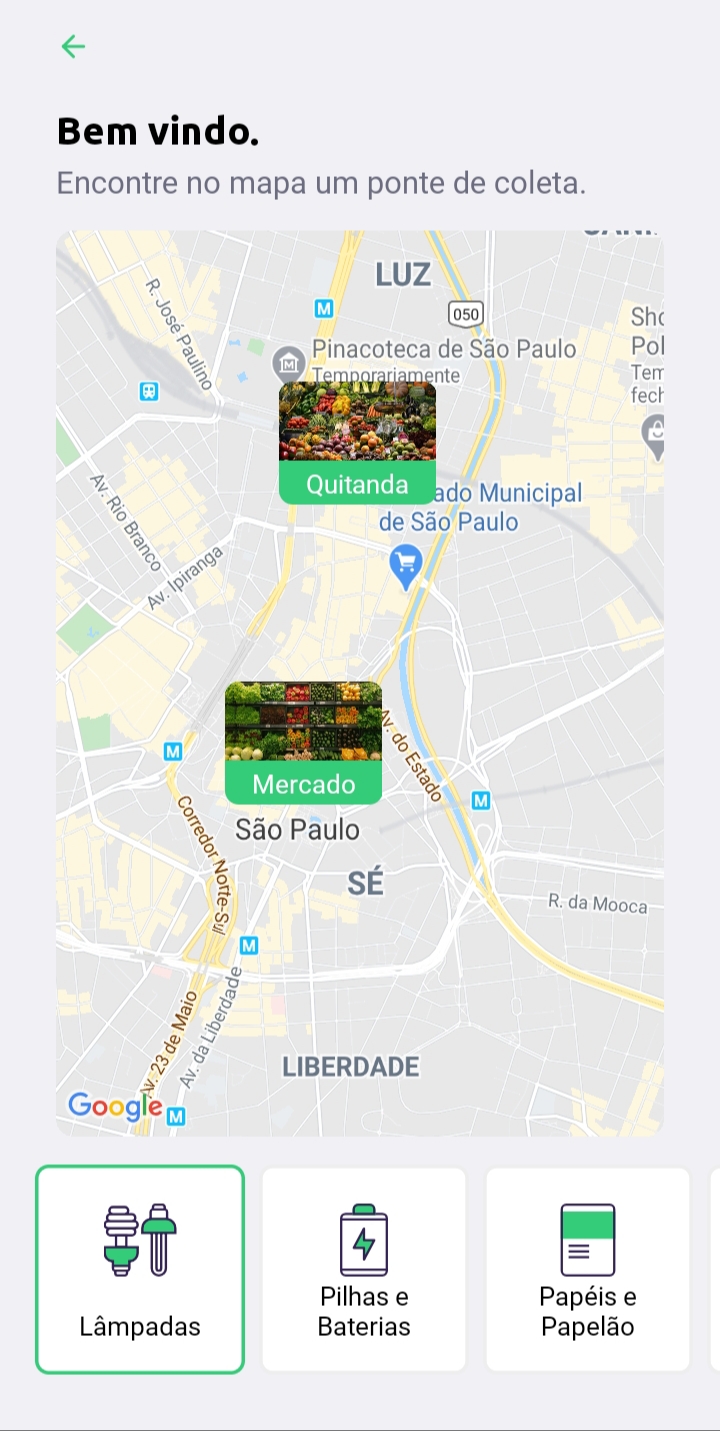 Bem vindo.
Encontre no mapa um ponte de coleta.
LUZ
M
050
R. José Paulino
Pinacoteca de São Paulo
Temporariamente
Sho
Pol
Tem
fech
Quitanda
ado Municipal
de São Paulo
Av. Rio Branco
Av. Ipiranga
Mercado
Av. do Estado
M
M
São Paulo
Corredor Norte-Sul
SÉ
R. da Mooca
M
Av. 23 de Maio
Av. da Liberdade
LIBERDADE
Google
M
Lâmpadas
Pilhas e
Baterias
Papéis e
Papelão